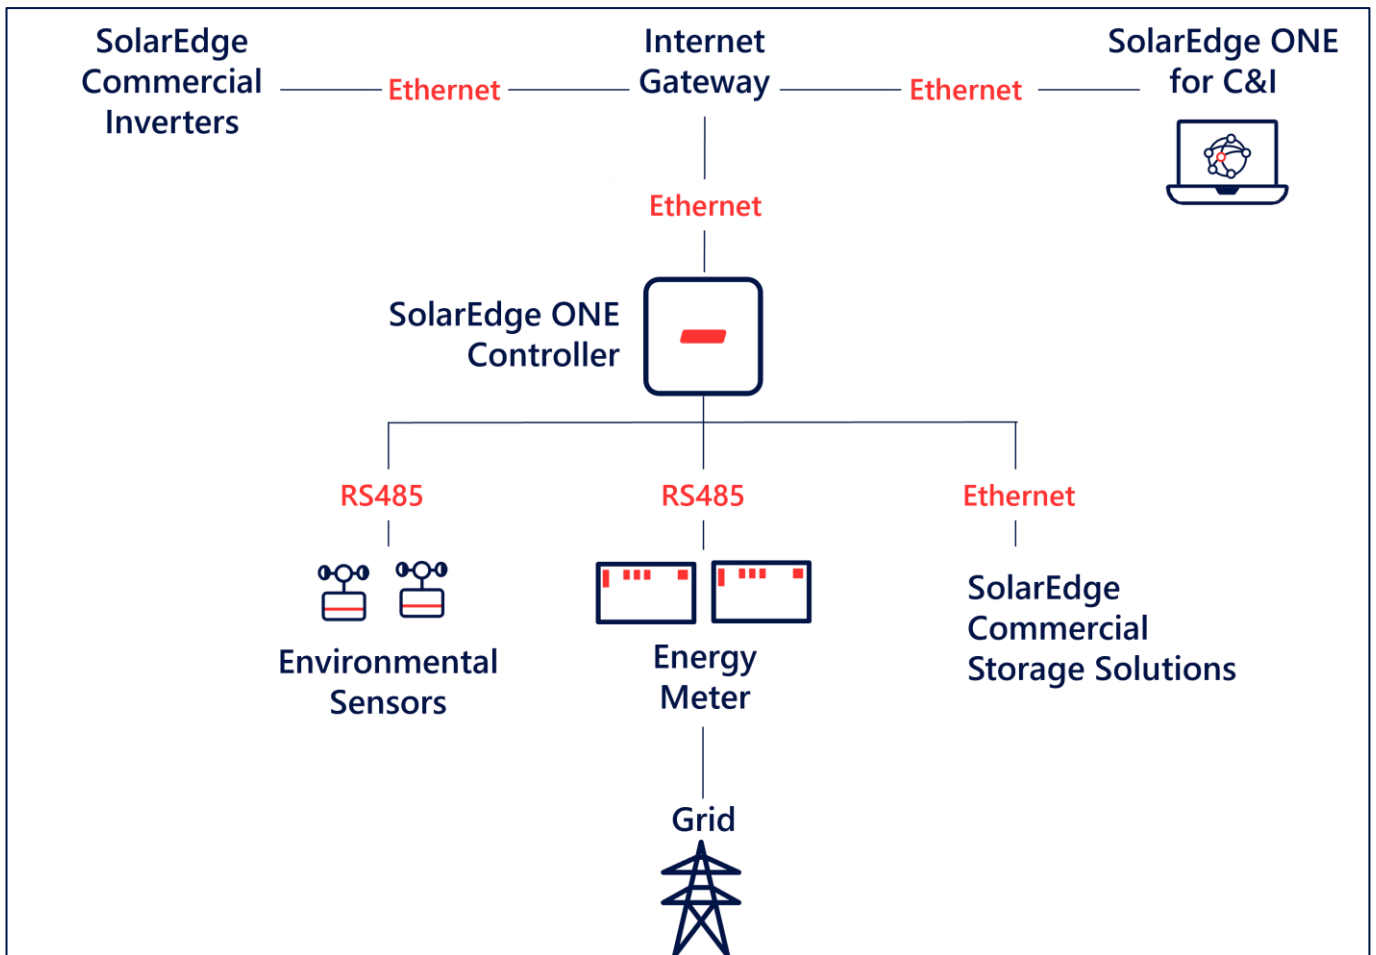 SolarEdge
Commercial
Inverters
Ethernet
Internet
Gateway
Ethernet
SolarEdge ONE
for C&I
Ethernet
SolarEdge ONE
Controller
RS485
RS485
Ethernet
Environmental
Sensors
Energy
Meter
SolarEdge
Commercial
Storage Solutions
Grid